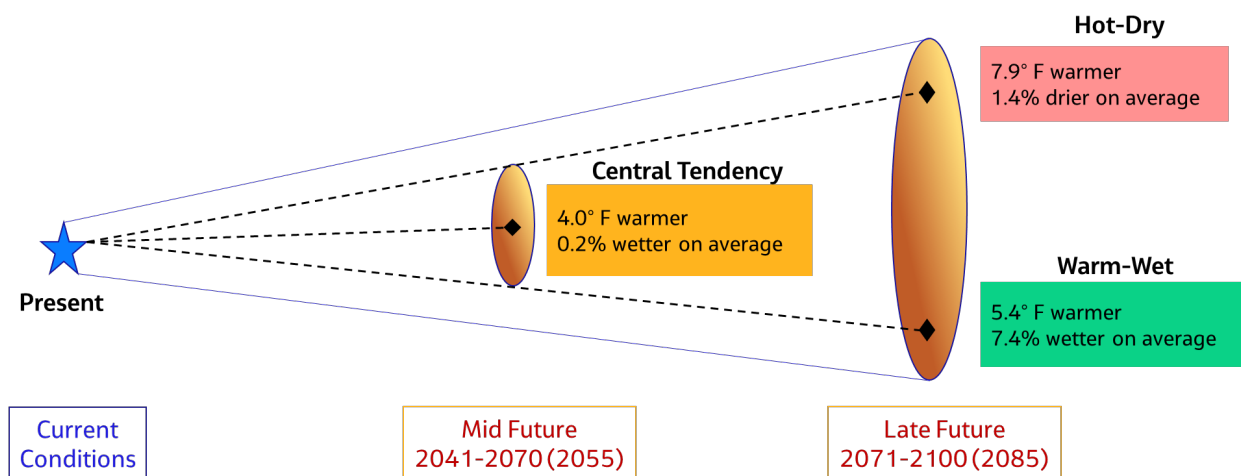 Hot-Dry
7.9° F warmer
1.4% drier on average
Central Tendency
4.0° F warmer
0.2% wetter on average
Present
Warm-Wet
5.4° F warmer
7.4% wetter on average
Current
Conditions
Mid Future
2041-2070 (2055)
Late Future
2071-2100 (2085)